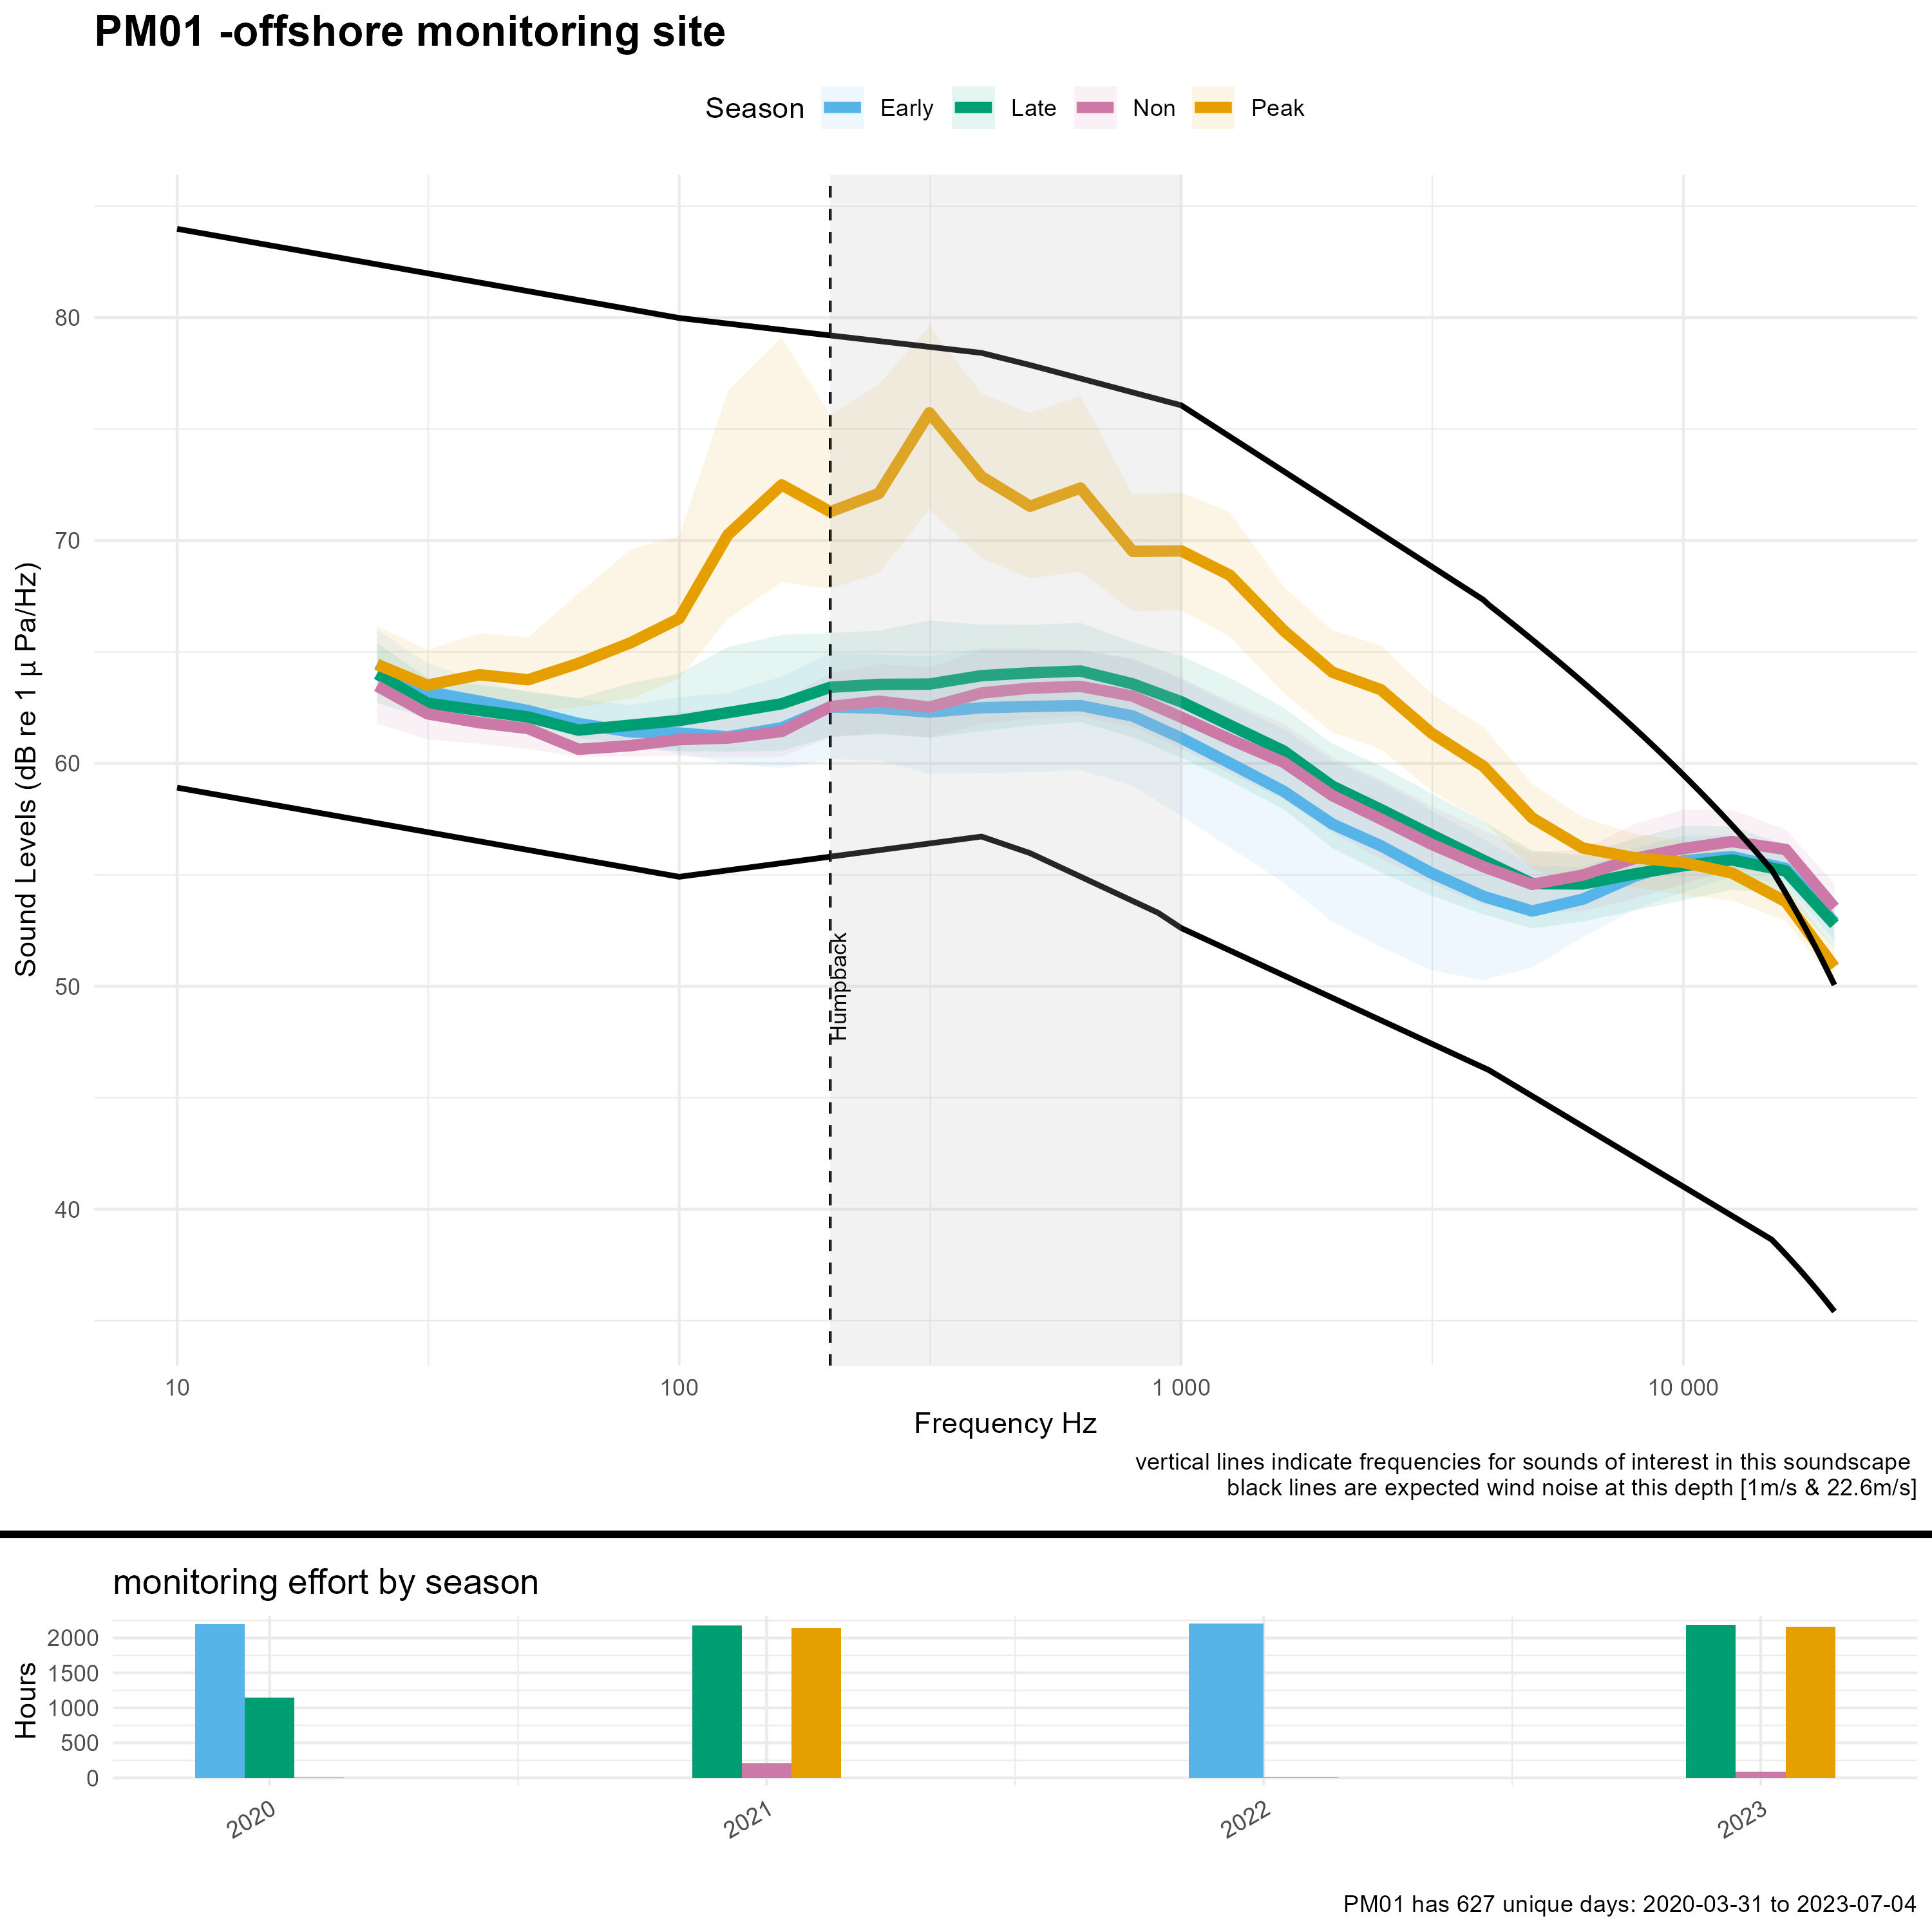 PM01 -offshore monitoring site
Season Early Late Non Peak
Sound Levels (dB re 1 µ Pa/Hz)
80
70
60
50
40
Humpback
10 100 1 000 10 000
Frequency Hz
vertical lines indicate frequencies for sounds of interest in this soundscape
black lines are expected wind noise at this depth [1m/s & 22.6m/s]
monitoring effort by season
Hours
2000
1500
1000
500
0
2020 2021 2022 2023
PM01 has 627 unique days: 2020-03-31 to 2023-07-04